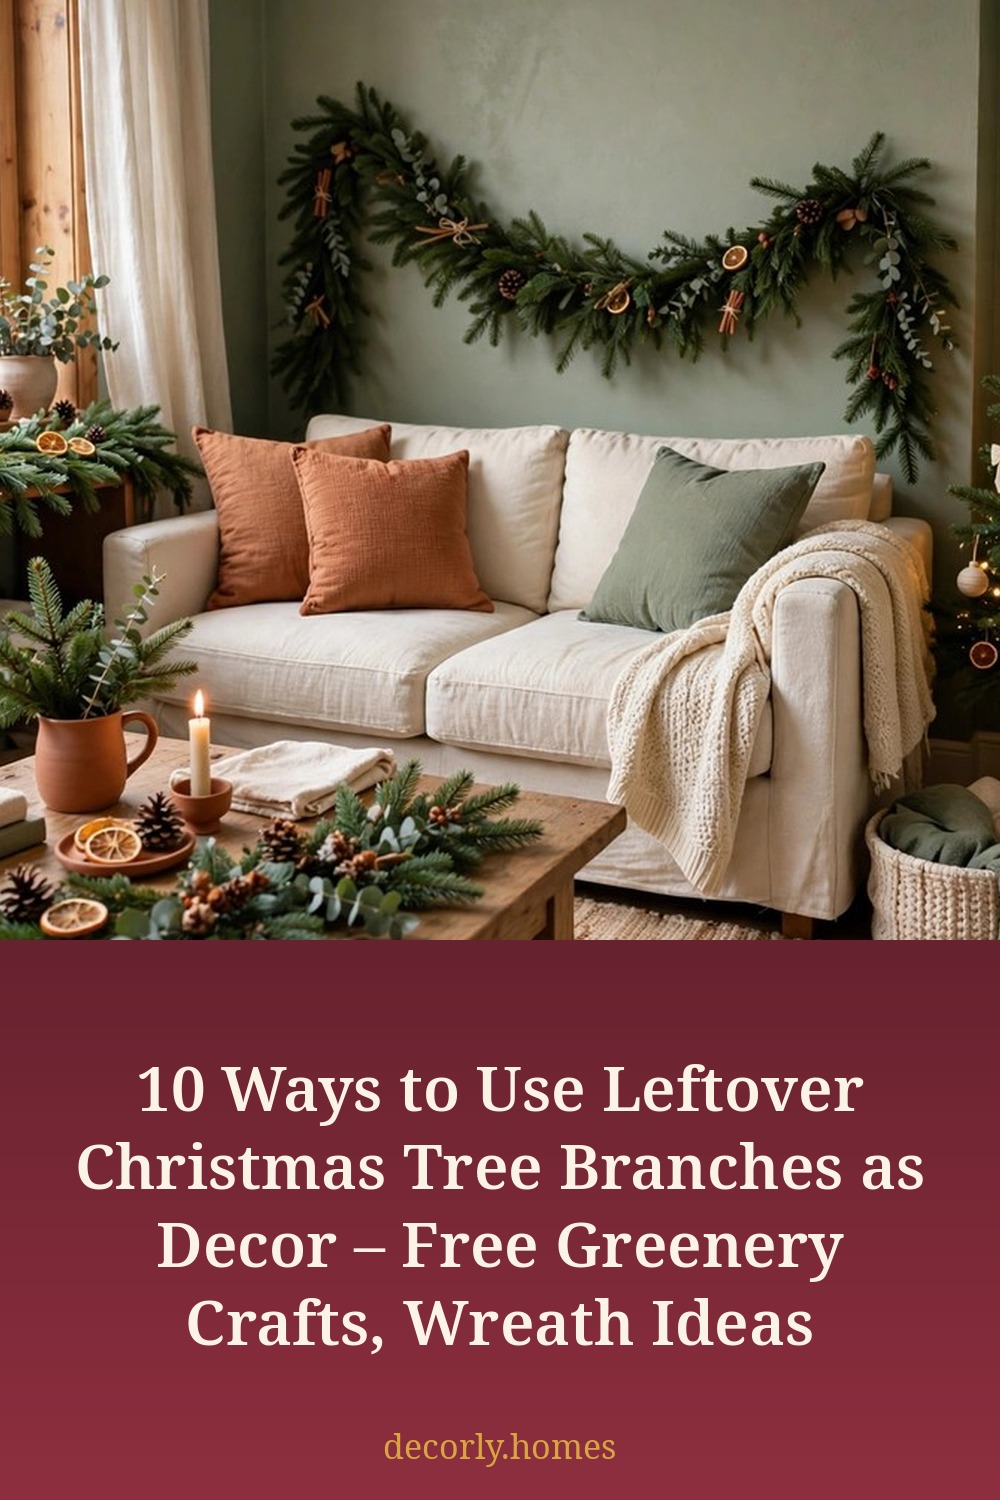 10 Ways to Use Leftover
Christmas Tree Branches as
Decor – Free Greenery
Crafts, Wreath Ideas
decorly.homes